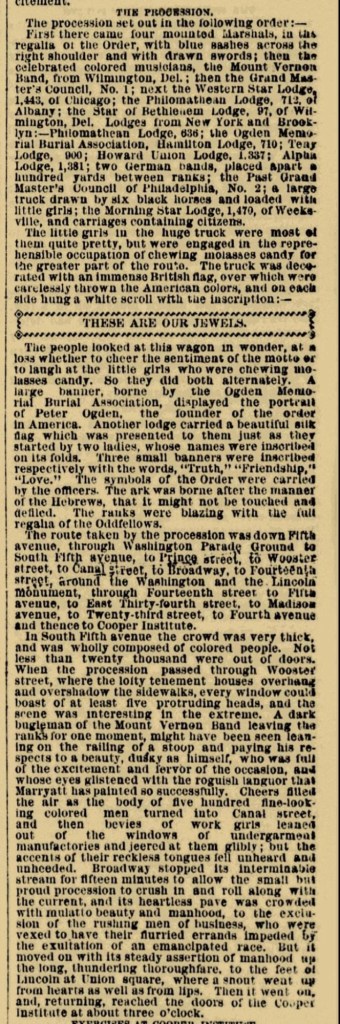 citement.
THE PROCESSION.
The procession set out in the following order:—
First there came four mounted Marshals, in the
regalia of the Order, with blue sashes across the
right shoulder and with drawn swords; then the
celebrated colored musicians, the Mount Vernon
Band, from Wilmington, Del.; then the Grand Mas-
ter's Council, No. 1; next the Western Star Lodge,
1,443, of Chicago; the Philomathean Lodge, 712, of
Albany; the Star of Bethlehem Lodge, 97, of Wil-
mington, Del. Lodges from New York and Brook-
lyn:—Philomathean Lodge, 636; the Ogden Memo-
rial Burial Association, Hamilton Lodge, 710; Teay
Lodge, 900; Howard Union Lodge, 1,337; Alpha
Lodge, 1,381; two German bands, placed apart a
hundred yards between ranks; the Past Grand
Master's Council of Philadelphia, No. 2; a large
truck drawn by six black horses and loaded with
little girls; the Morning Star Lodge, 1,470, of Weeks-
ville, and carriages containing citizens.
The little girls in the huge truck were most of
them quite pretty, but were engaged in the repre-
hensible occupation of chewing molasses candy for
the greater part of the route. The truck was deco-
rated with an immense British flag, over which were
carelessly thrown the American colors, and on each
side hung a white scroll with the inscription:—
THESE ARE OUR JEWELS.
The people looked at this wagon in wonder, at a
loss whether to cheer the sentiment of the motto or
to laugh at the little girls who were chewing mo-
lasses candy. So they did both alternately. A
large banner, borne by the Ogden Memo-
rial Burial Association, displayed the portrait
of Peter Ogden, the founder of the order
in America. Another lodge carried a beautiful silk
flag which was presented to them just as they
started by two ladies, whose names were inscribed
on its folds. Three small banners were inscribed
respectively with the words, "Truth," "Friendship,"
"Love." The symbols of the Order were carried
by the officers. The ark was borne after the manner
of the Hebrews, that it might not be touched and
defiled. The ranks were blazing with the full
regalia of the Oddfellows.
The route taken by the procession was down Fifth
avenue, through Washington Parade Ground to
South Fifth avenue, to Prince street, to Wooster
street, to Canal street, to Broadway, to Fourteenth
street, around the Washington and the Lincoln
Monument, through Fourteenth street to Fifth
avenue, to East Thirty-fourth street, to Madison
avenue, to Twenty-third street, to Fourth avenue
and thence to Cooper Institute.
In South Fifth avenue the crowd was very thick,
and was wholly composed of colored people. Not
less than twenty thousand were out of doors.
When the procession passed through Wooster
street, where the lofty tenement houses overhang
and overshadow the sidewalks, every window could
boast of at least five protruding heads, and the
scene was interesting in the extreme. A dark
bugleman of the Mount Vernon Band leaving the
ranks for one moment, might have been seen lean-
ing on the railing of a stoop and paying his re-
spects to a beauty, dusky as himself, who was full
of the excitement and fervor of the occasion, and
whose eyes glistened with the roguish languor that
Marryatt has painted so successfully. Cheers filled
the air as the body of five hundred fine-look-
ing colored men turned into Canal street,
and then bevies of work girls leaned
out of the windows of undergarment
manufactories and jeered at them glibly; but the
accents of their reckless tongues fell unheard and
unheeded. Broadway stopped its interminable
stream for fifteen minutes to allow the small but
proud procession to crush in and roll along with
the current, and its heartless pave was crowded
with mulatto beauty and manhood, to the exclu-
sion of the rushing men of business, who were
vexed to have their flurried errands impeded by
the exultation of an emancipated race. But it
moved on with its steady assertion of manhood up
the long, thundering thoroughfare, to the feet of
Lincoln at Union square, where a shout went up
from hearts as well as from lips. Then it went on,
and, returning, reached the doors of the Cooper
Institute at about three o'clock.
EXERCISES AT COOPER INSTITUTE.